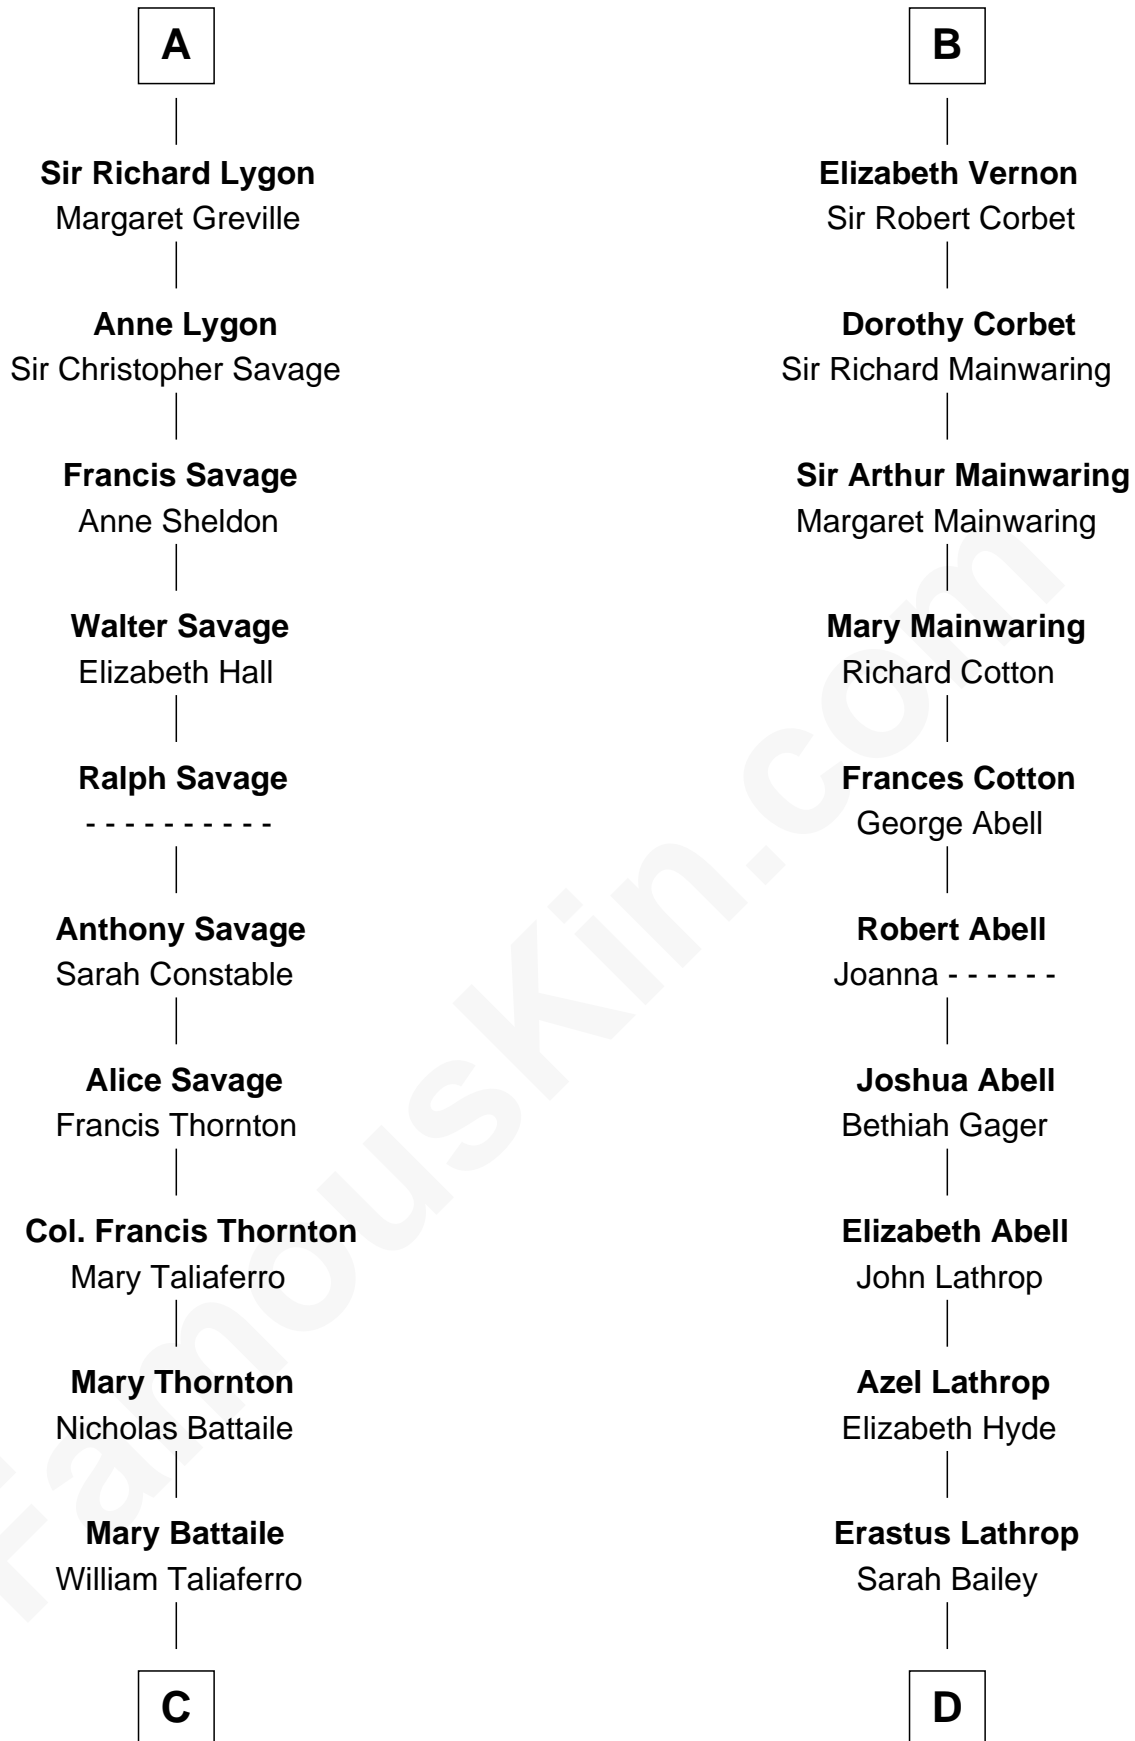 A
Sir Richard Lygon
Margaret Greville
Anne Lygon
Sir Christopher Savage
Francis Savage
Anne Sheldon
Walter Savage
Elizabeth Hall
Ralph Savage
- - - - - - - - - -
Anthony Savage
Sarah Constable
Alice Savage
Francis Thornton
Col. Francis Thornton
Mary Taliaferro
Mary Thornton
Nicholas Battaile
Mary Battaile
William Taliaferro
C
B
Elizabeth Vernon
Sir Robert Corbet
Dorothy Corbet
Sir Richard Mainwaring
Sir Arthur Mainwaring
Margaret Mainwaring
Mary Mainwaring
Richard Cotton
Frances Cotton
George Abell
Robert Abell
Joanna - - - - - -
Joshua Abell
Bethiah Gager
Elizabeth Abell
John Lathrop
Azel Lathrop
Elizabeth Hyde
Erastus Lathrop
Sarah Bailey
D
FamousKin.com